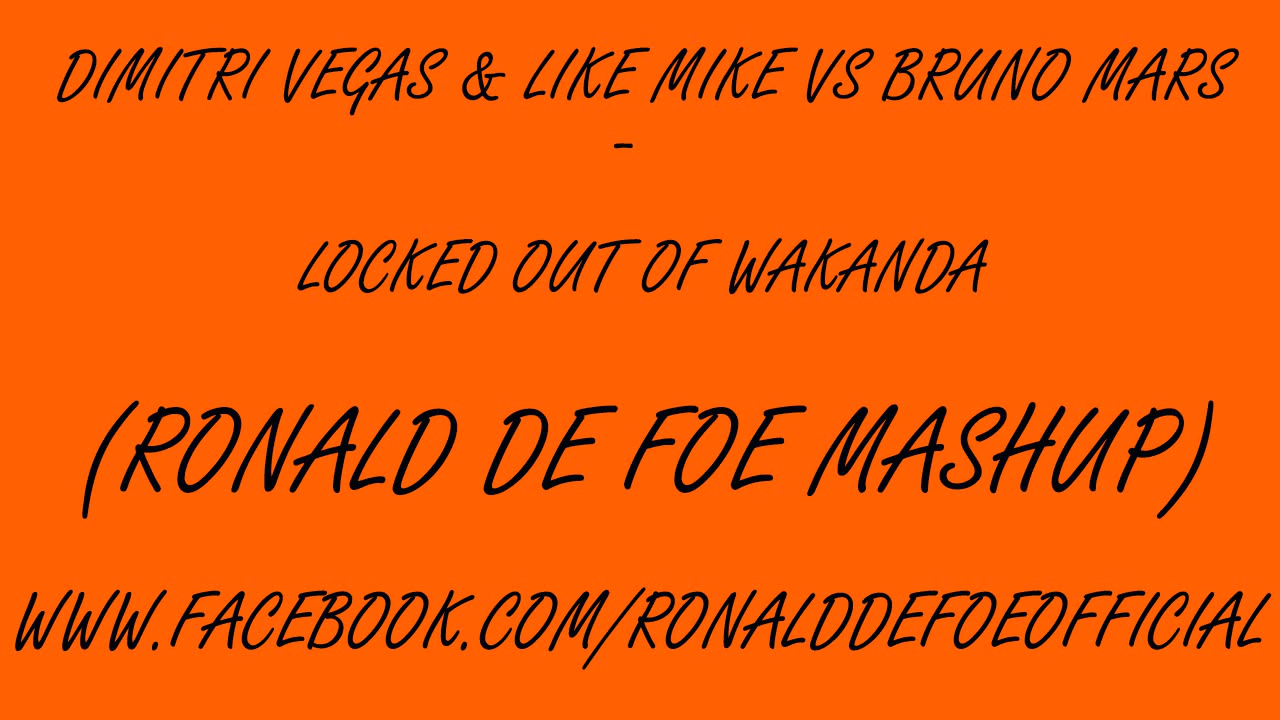 DIMITRI VEGAS & LIKE MIKE VS BRUNO MARS
-
LOCKED OUT OF WAKANDA
(RONALD DE FOE MASHUP)
WWW.FACEBOOK.COM/RONALDDEFOEOFFICIAL